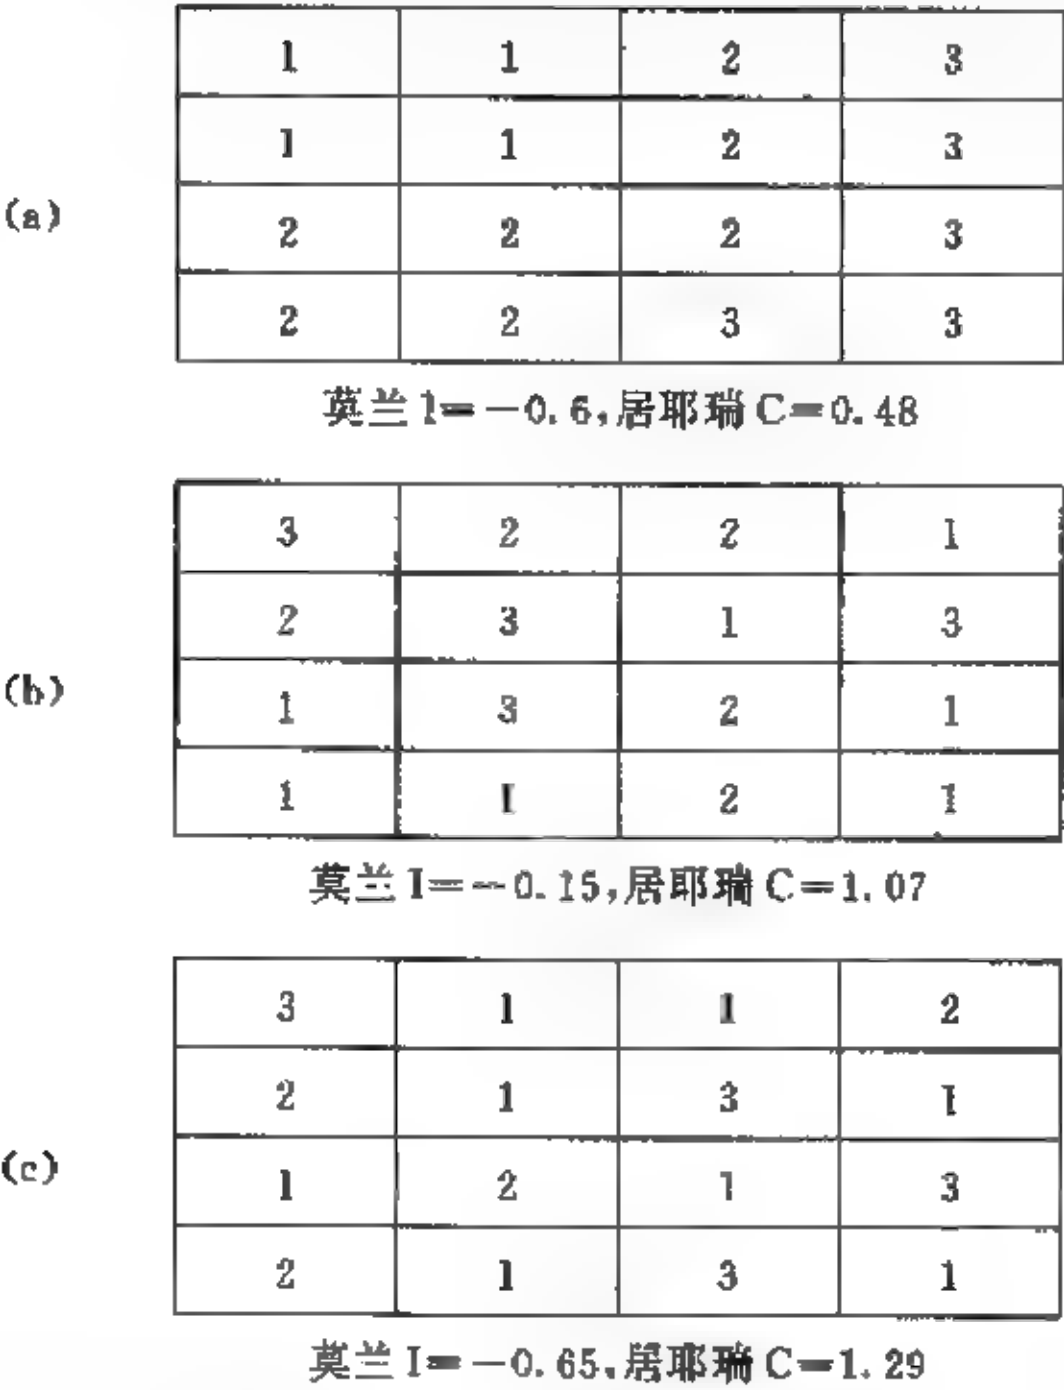 1 1 2 3
1 1 2 3
(a)
2 2 2 3
2 2 3 3
莫兰 I=-0.6,居耶瑞 C=0.48
3 2 2 1
2 3 1 3
(b)
1 3 2 1
1 1 2 1
莫兰 I=-0.15,居耶瑞 C=1.07
3 1 1 2
2 1 3 1
(c)
1 2 1 3
2 1 3 1
莫兰 I=-0.65,居耶瑞 C=1.29